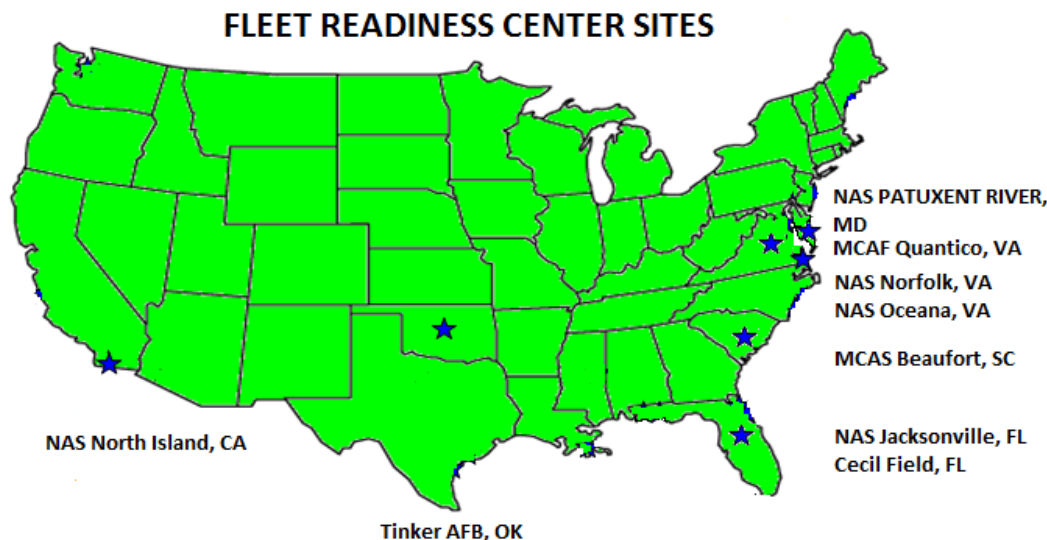 FLEET READINESS CENTER SITES
NAS PATUXENT RIVER,
MD
MCAF Quantico, VA
NAS Norfolk, VA
NAS Oceana, VA
MCAS Beaufort, SC
NAS Jacksonville, FL
Cecil Field, FL
NAS North Island, CA
Tinker AFB, OK